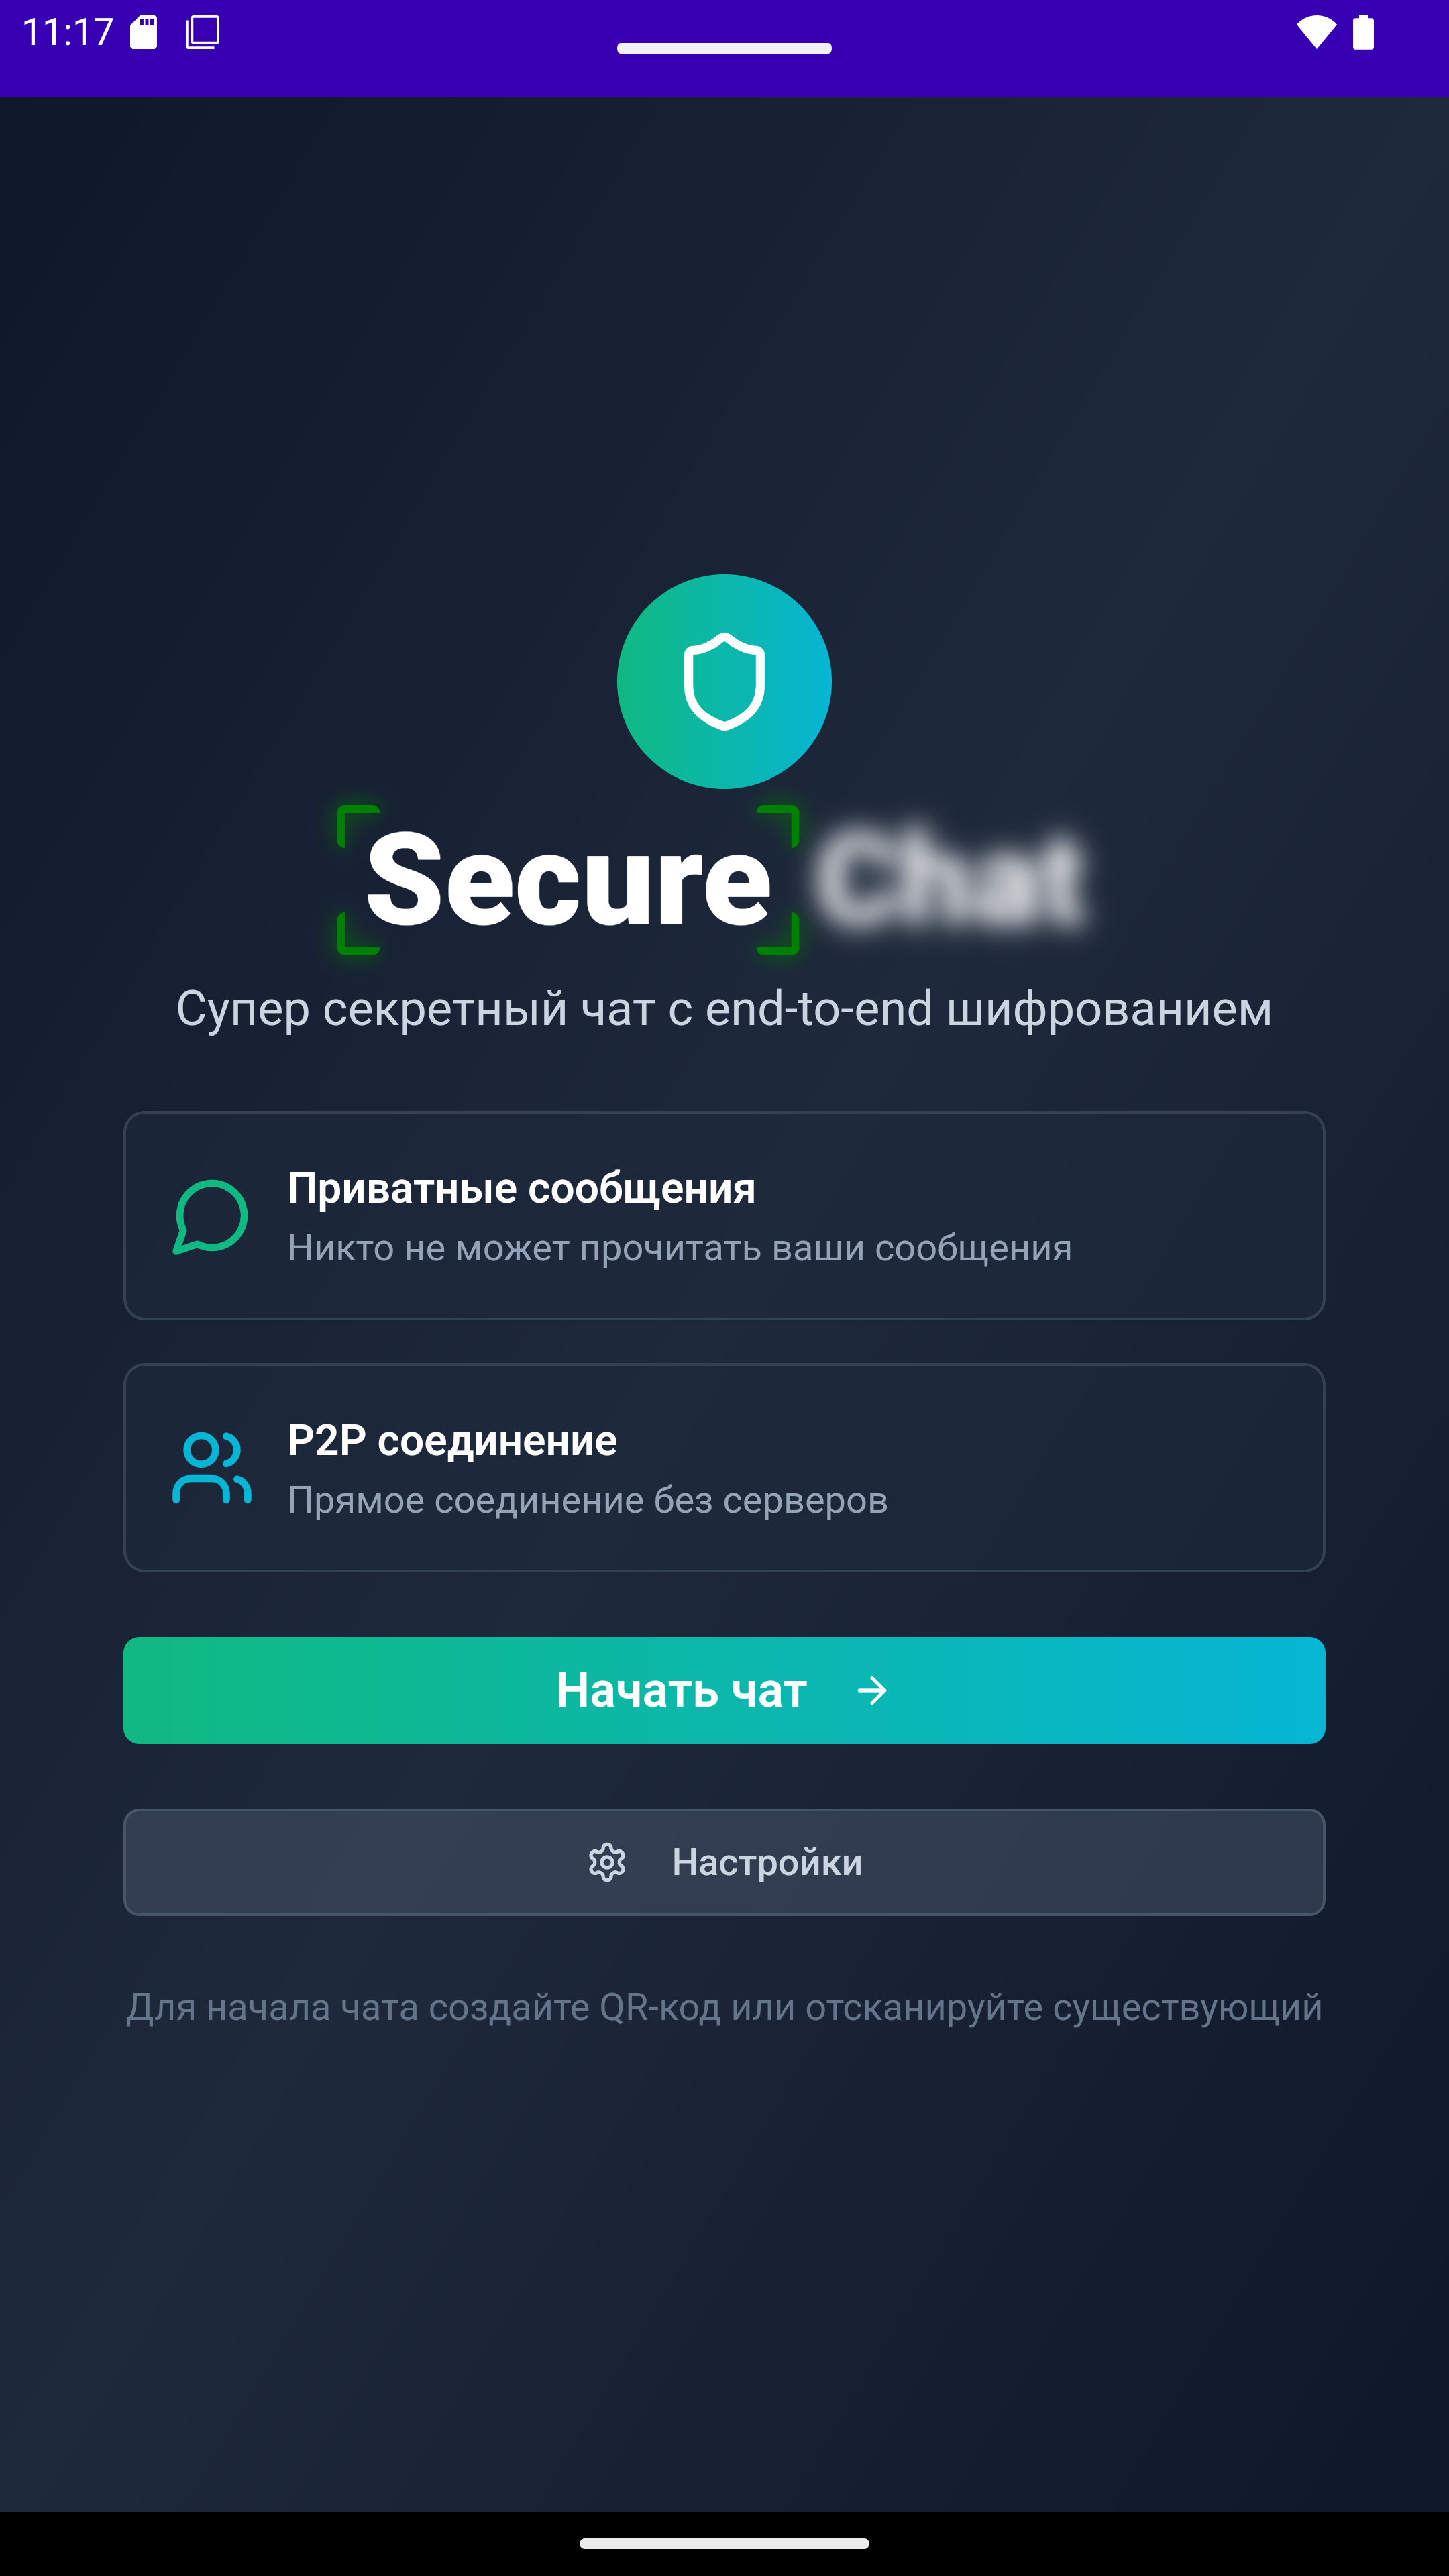 11:17
Secure Chat
Супер секретный чат с end-to-end шифрованием
Приватные сообщения
Никто не может прочитать ваши сообщения
P2P соединение
Прямое соединение без серверов
Начать чат
Настройки
Для начала чата создайте QR-код или отсканируйте существующий